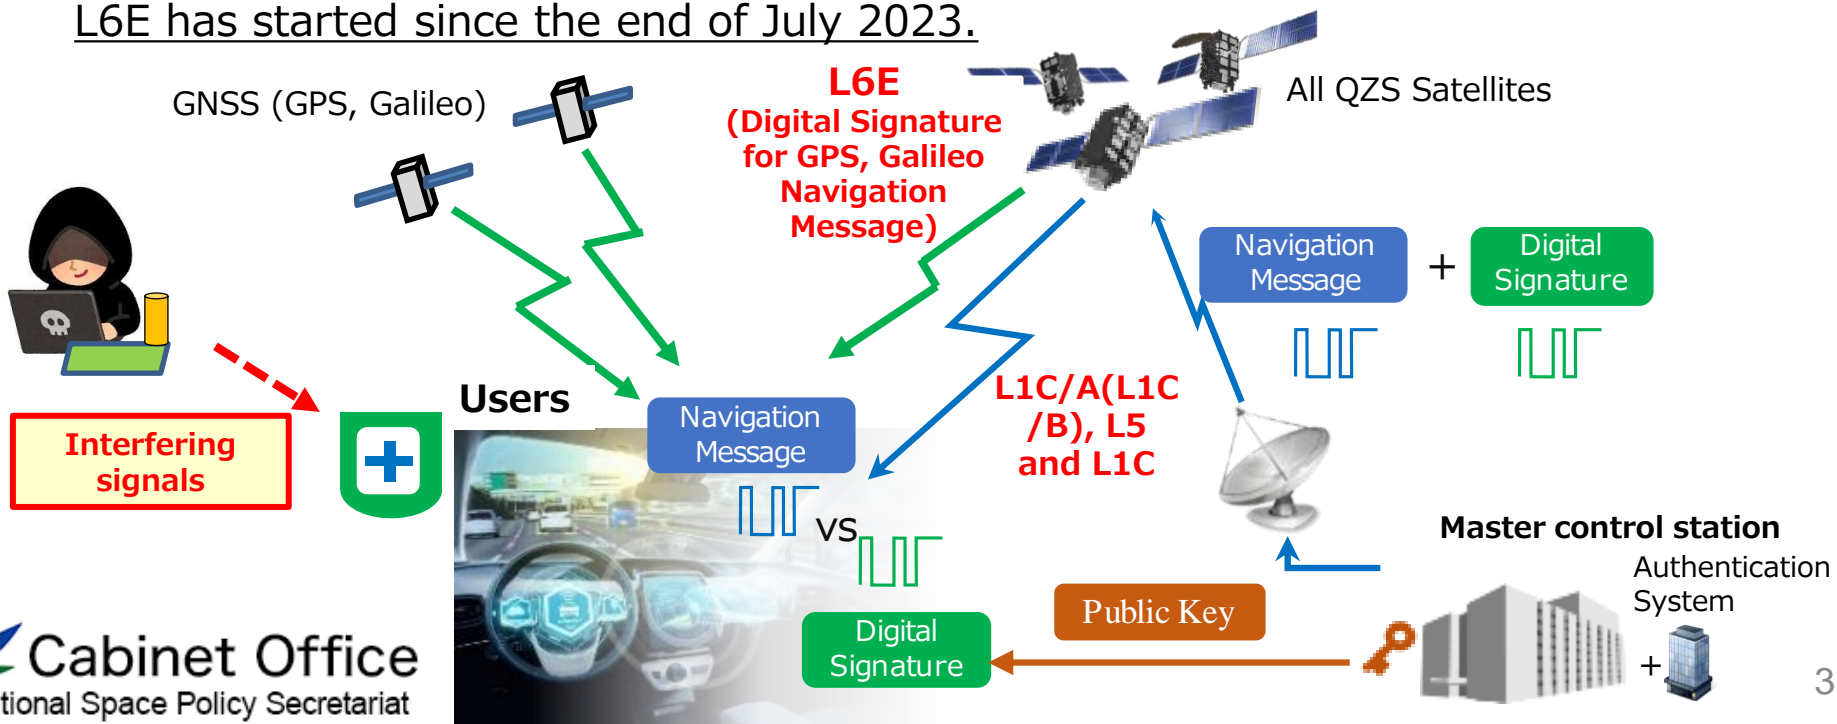 L6E has started since the end of July 2023.
GNSS (GPS, Galileo)
L6E
(Digital Signature
for GPS, Galileo
Navigation
Message)
All QZS Satellites
Navigation
Message
+
Digital
Signature
Interfering
signals
Users
Navigation
Message
L1C/A(L1C
/B), L5
and L1C
vs
Digital
Signature
Public Key
Master control station
Authentication
System
+
Cabinet Office
tional Space Policy Secretariat
3